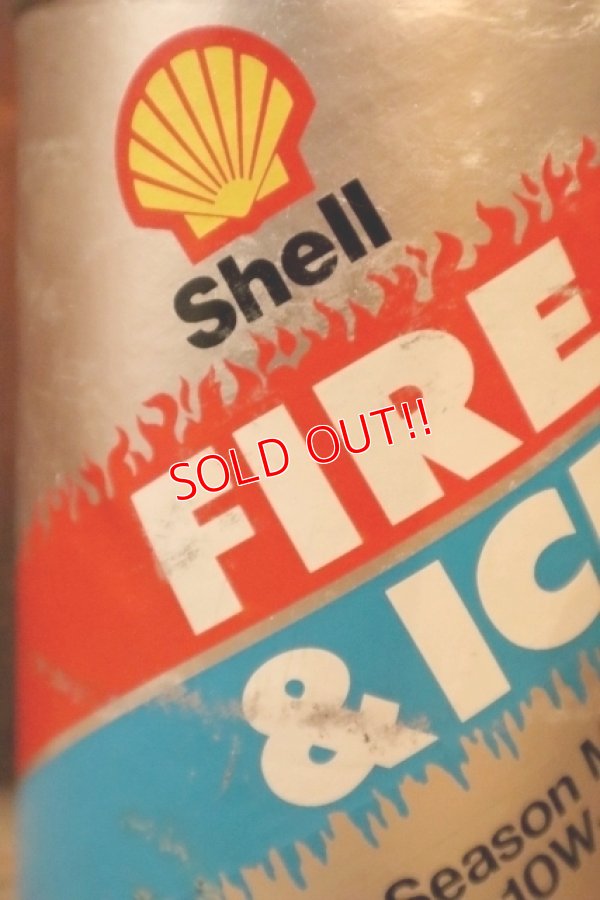 Shell
FIRE
SOLD OUT!!
& IC
Season
10W-